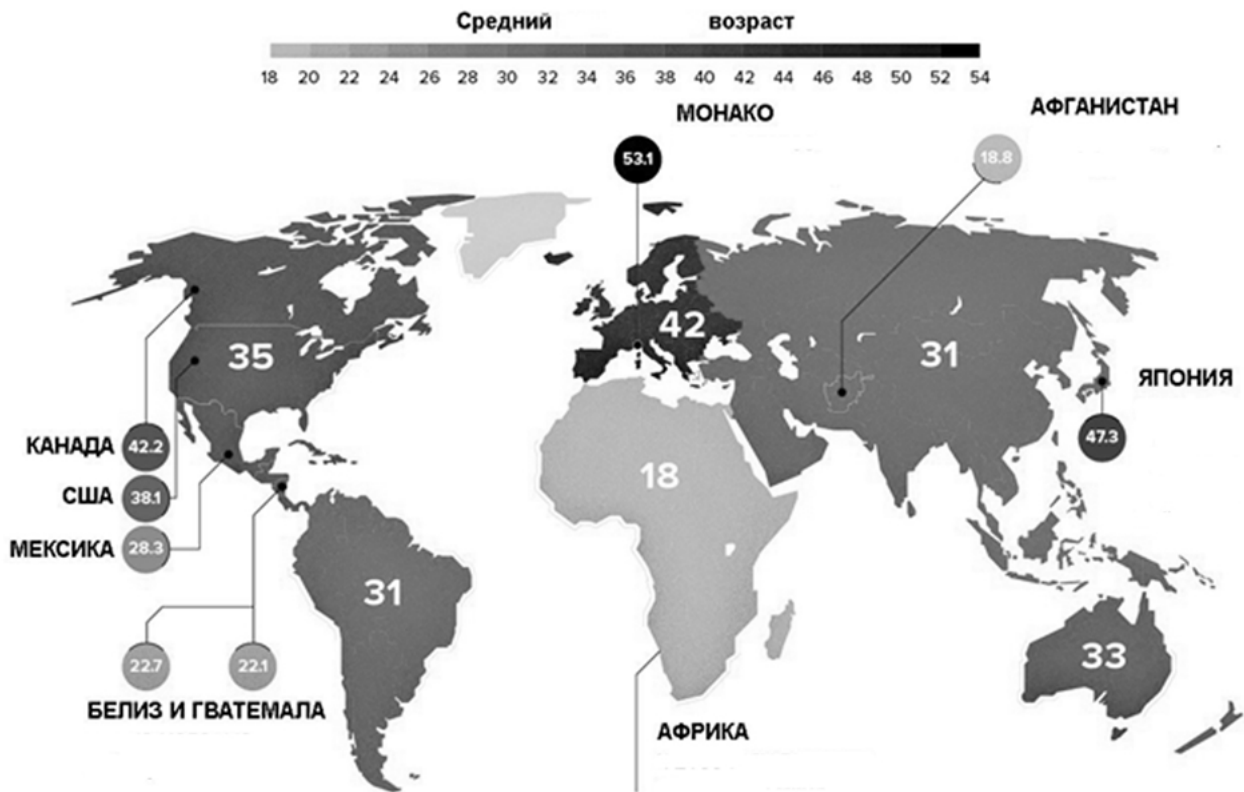 Средний возраст
18 20 22 24 26 28 30 32 34 36 38 40 42 44 46 48 50 52 54
МОНАКО
АФГАНИСТАН
53.1
18.8
42
35
31
ЯПОНИЯ
КАНАДА 42.2
47.3
18
США 38.1
МЕКСИКА 28.3
31
33
22.7 22.1
БЕЛИЗ И ГВАТЕМАЛА
АФРИКА